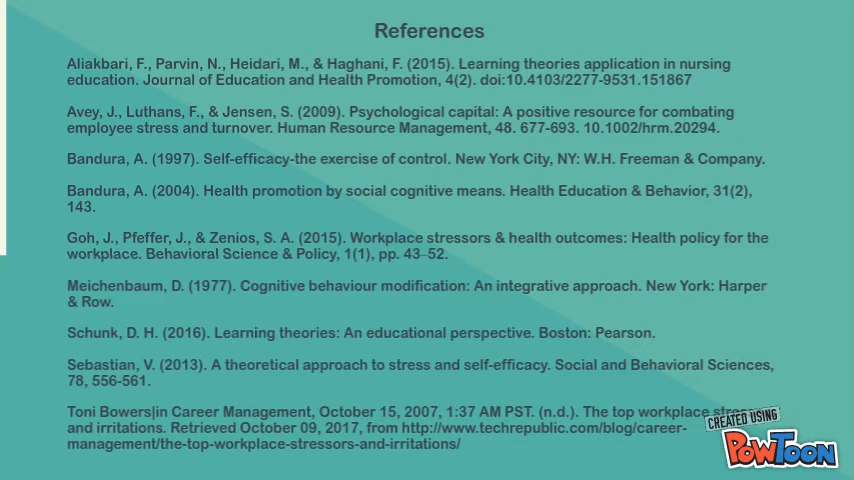 References
Aliakbari, F., Parvin, N., Heidari, M., & Haghani, F. (2015). Learning theories application in nursing
education. Journal of Education and Health Promotion, 4(2). doi:10.4103/2277-9531.151867
Avey, J., Luthans, F., & Jensen, S. (2009). Psychological capital: A positive resource for combating
employee stress and turnover. Human Resource Management, 48. 677-693. 10.1002/hrm.20294.
Bandura, A. (1997). Self-efficacy-the exercise of control. New York City, NY: W.H. Freeman & Company.
Bandura, A. (2004). Health promotion by social cognitive means. Health Education & Behavior, 31(2),
143.
Goh, J., Pfeffer, J., & Zenios, S. A. (2015). Workplace stressors & health outcomes: Health policy for the
workplace. Behavioral Science & Policy, 1(1), pp. 43–52.
Meichenbaum, D. (1977). Cognitive behaviour modification: An integrative approach. New York: Harper
& Row.
Schunk, D. H. (2016). Learning theories: An educational perspective. Boston: Pearson.
Sebastian, V. (2013). A theoretical approach to stress and self-efficacy. Social and Behavioral Sciences,
78, 556-561.
Toni Bowers|in Career Management, October 15, 2007, 1:37 AM PST. (n.d.). The top workplace
and irritations. Retrieved October 09, 2017, from http://www.techrepublic.com/blog/career-
management/the-top-workplace-stressors-and-irritations/
CREATED USING
POWTOON